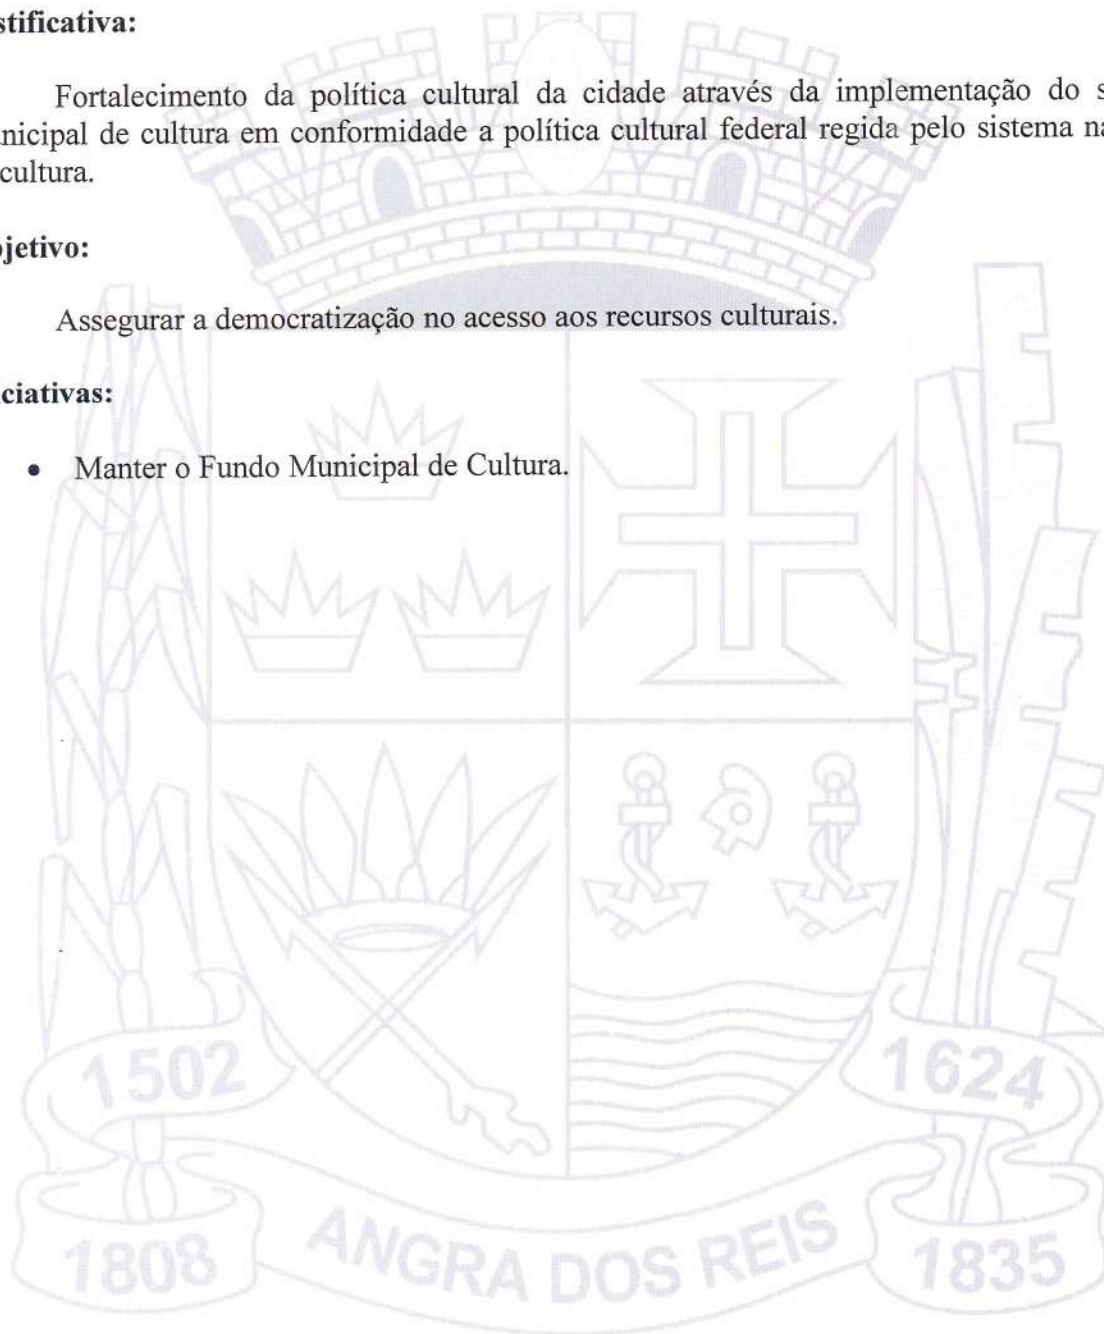 stificativa:
Fortalecimento da política cultural da cidade através da implementação do s
unicipal de cultura em conformidade a política cultural federal regida pelo sistema na
cultura.
jetivo:
Assegurar a democratização no acesso aos recursos culturais.
ciativas:
• Manter o Fundo Municipal de Cultura.
1502
1624
1808
ANGRA DOS REIS
1835